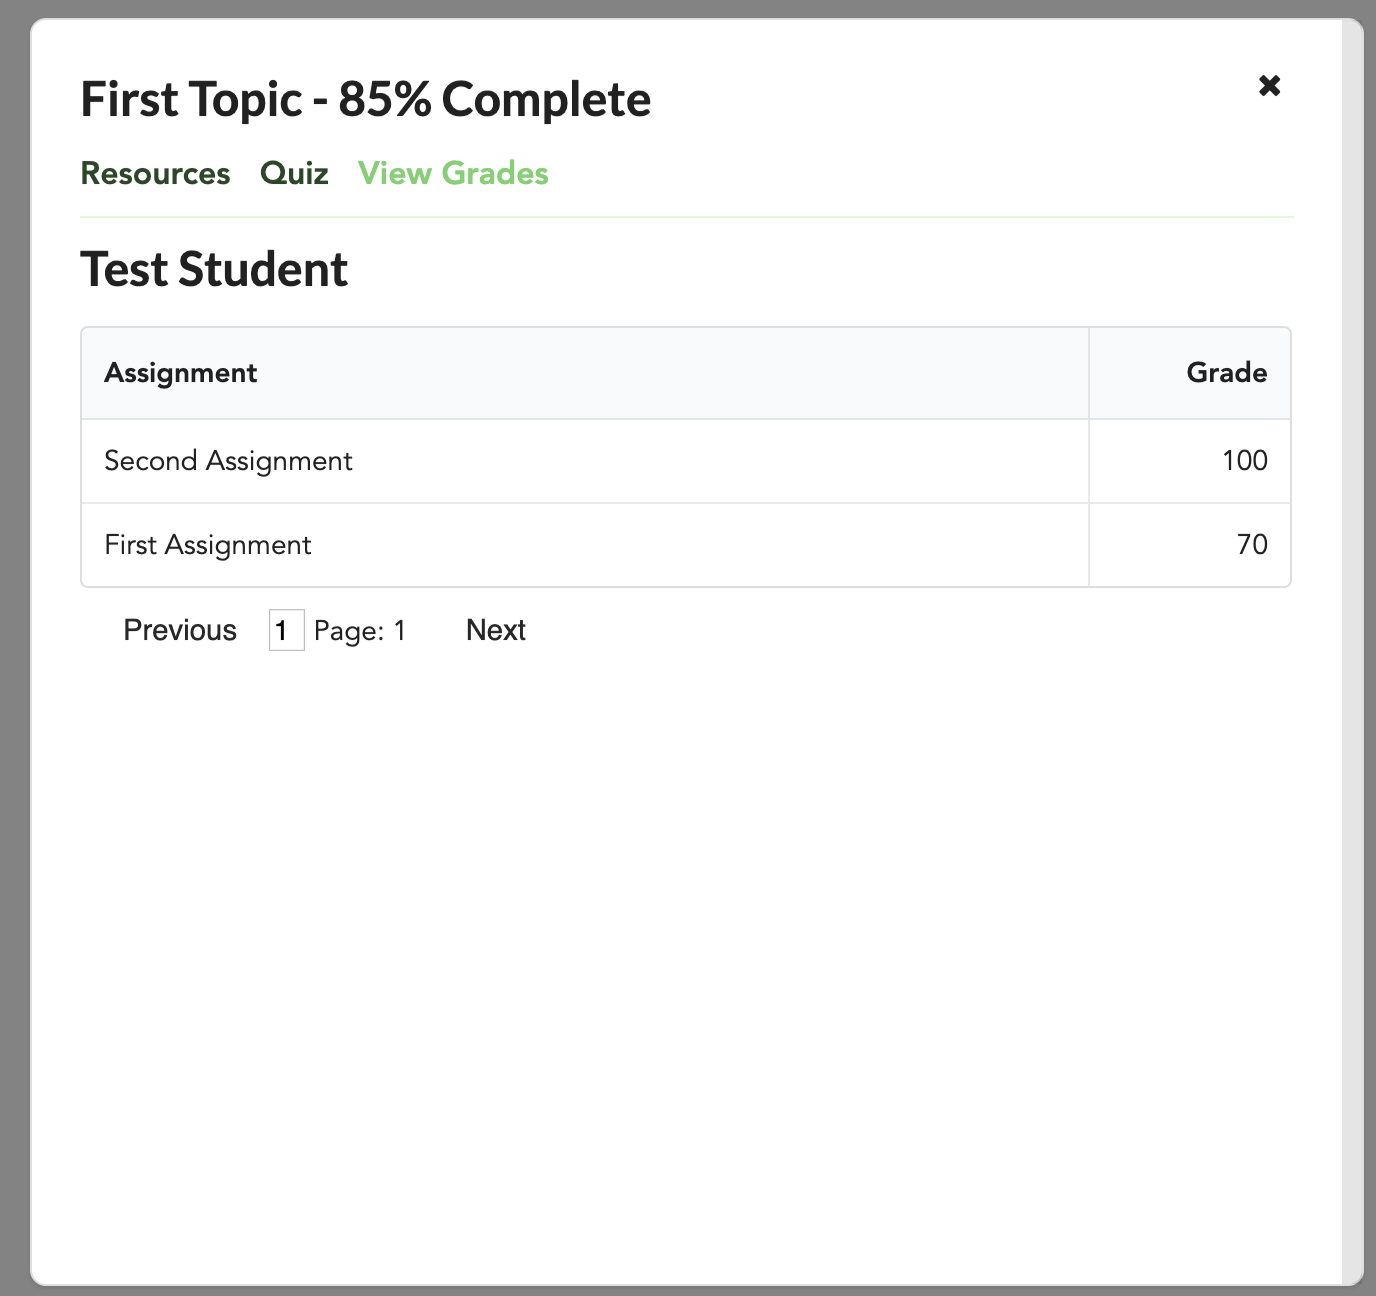 First Topic - 85% Complete
Resources Quiz View Grades
Test Student
Assignment Grade
Second Assignment 100
First Assignment 70
Previous 1 Page: 1 Next